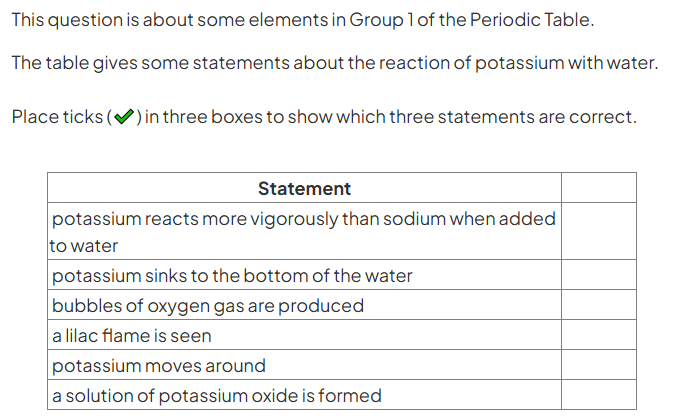 This question is about some elements in Group 1 of the Periodic Table.
The table gives some statements about the reaction of potassium with water.
Place ticks (✔) in three boxes to show which three statements are correct.
Statement
potassium reacts more vigorously than sodium when added
to water
potassium sinks to the bottom of the water
bubbles of oxygen gas are produced
a lilac flame is seen
potassium moves around
a solution of potassium oxide is formed